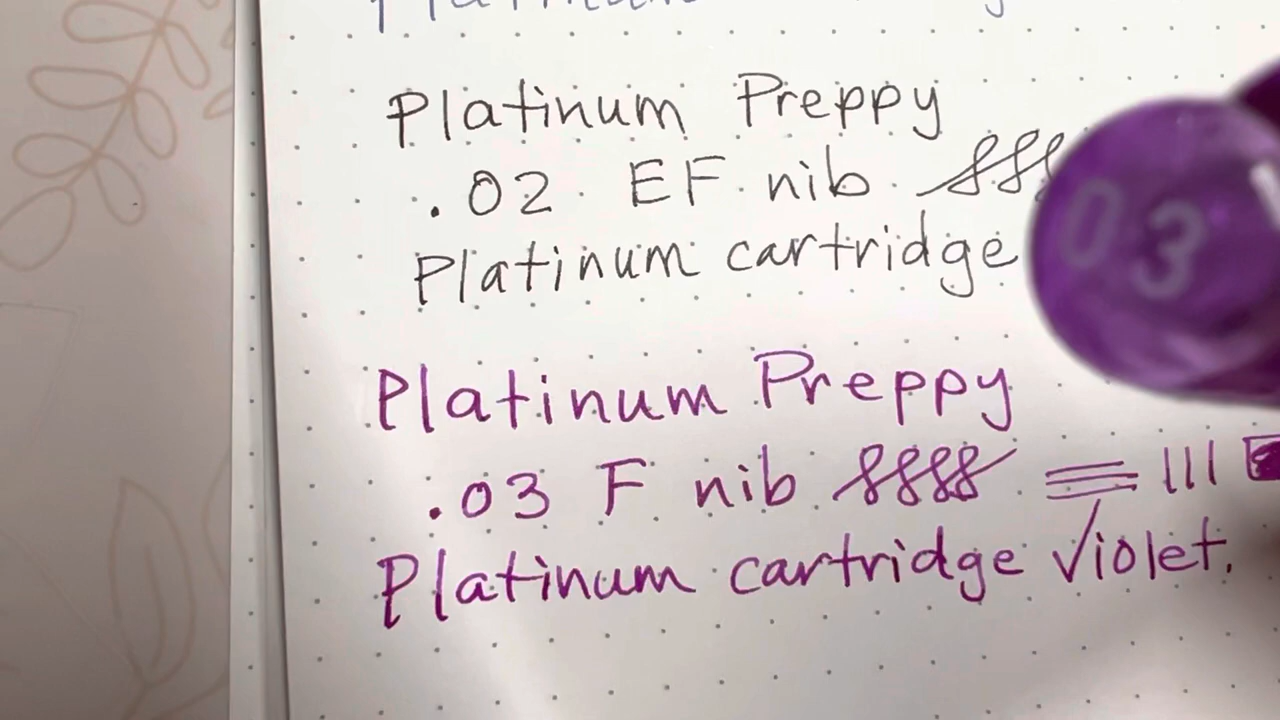 Platinum Preppy
.02 EF nib
Platinum cartridge
03
Platinum Preppy
.03 F nib
Platinum cartridge Violet.